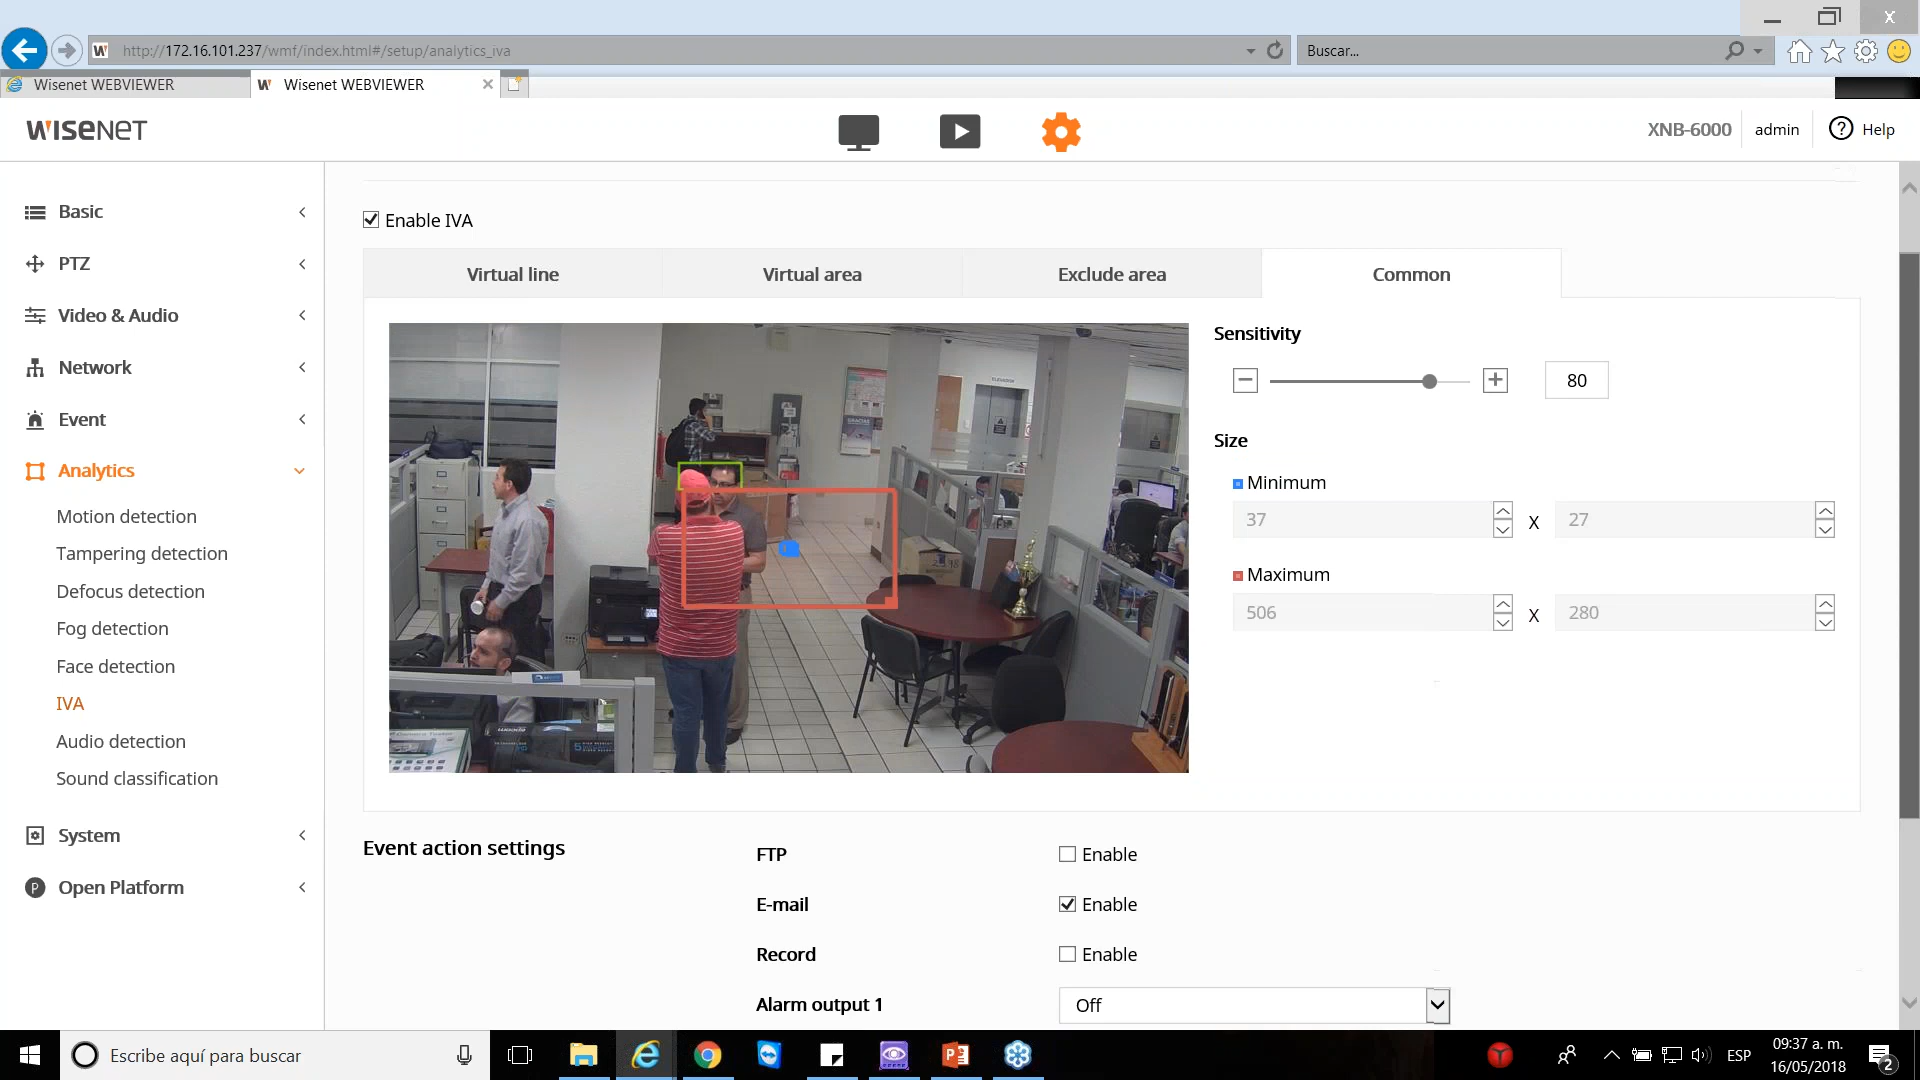 http://172.16.101.237/wmf/index.html#/setup/analytics_iva
Buscar...
Wisenet WEBVIEWER
Wisenet WEBVIEWER
WISENET
XNB-6000
admin
Help
Basic
PTZ
Video & Audio
Network
Event
Analytics
Motion detection
Tampering detection
Defocus detection
Fog detection
Face detection
IVA
Audio detection
Sound classification
System
Open Platform
Enable IVA
Virtual line
Virtual area
Exclude area
Common
Sensitivity
80
Size
Minimum
37 X 27
Maximum
506 X 280
GRACIAS
Event action settings
FTP
Enable
E-mail
Enable
Record
Enable
Alarm output 1
Off
Escribe aquí para buscar
ESP
09:37 a. m.
16/05/2018
2